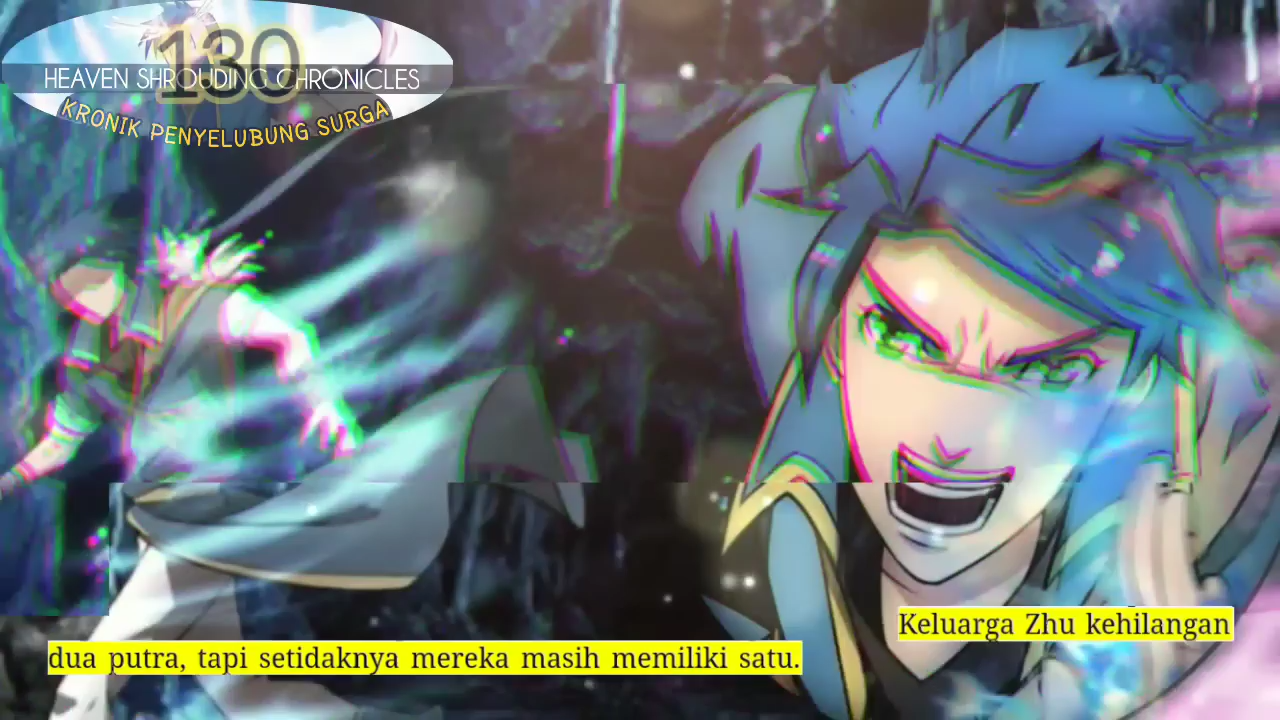 130
HEAVEN SHROUDING CHRONICLES
KRONIK PENYELUBUNG SURGA
Keluarga Zhu kehilangan
dua putra, tapi setidaknya mereka masih memiliki satu.